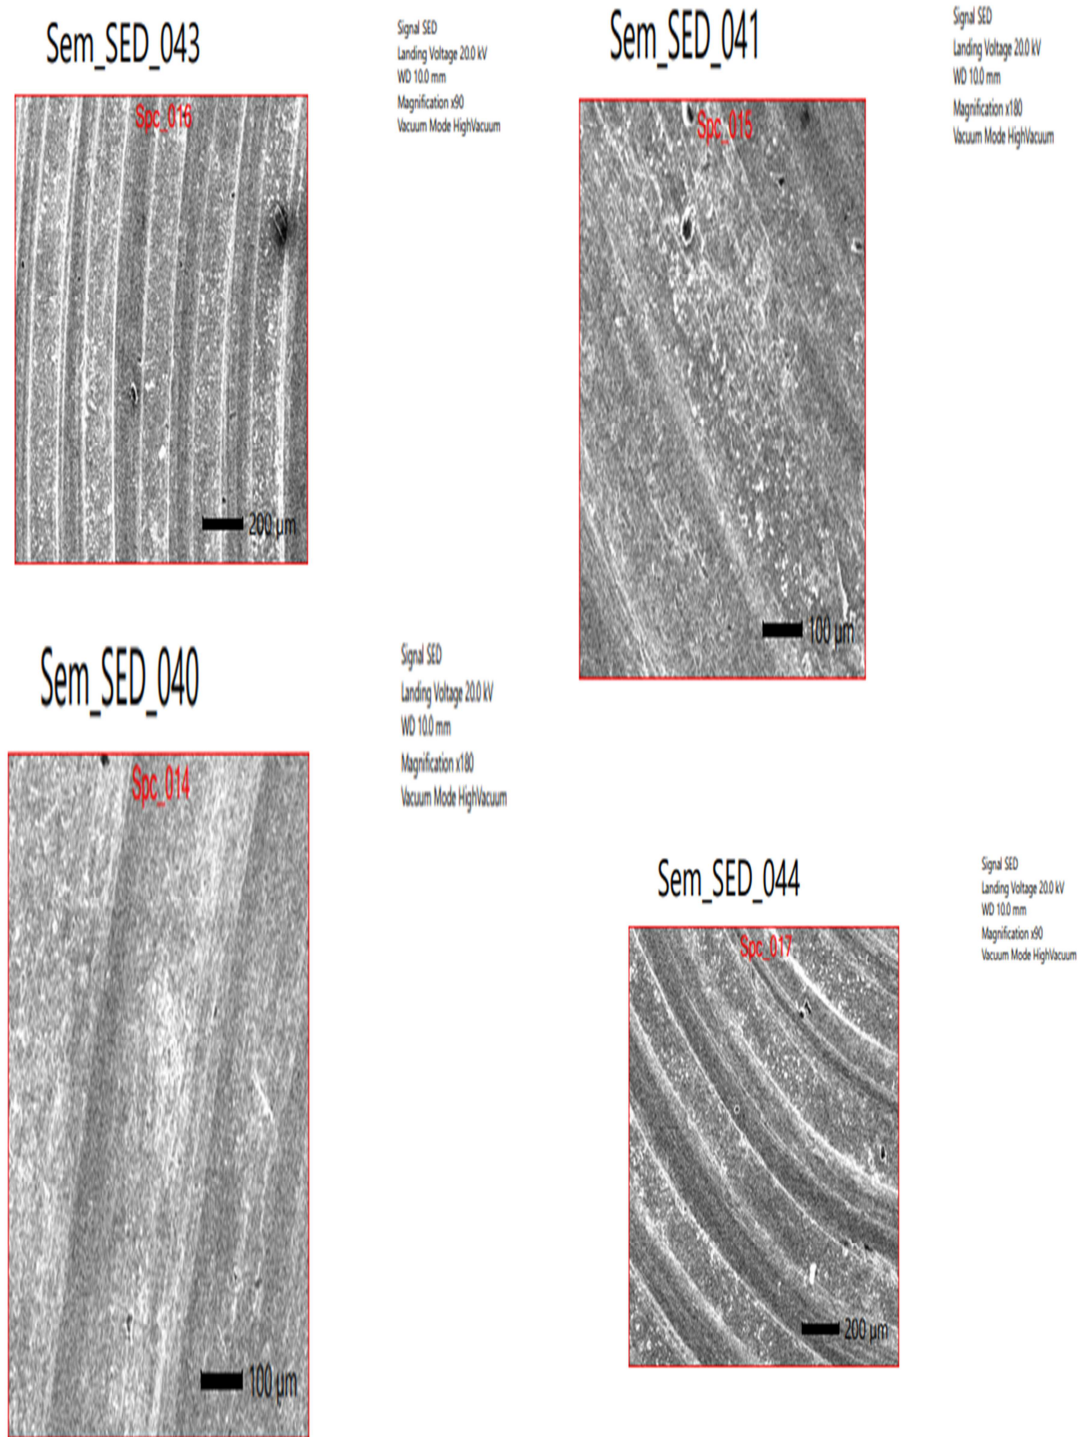 Sem_SED_043
Signal SED
Landing Voltage 20.0 kV
WD 10.0 mm
Magnification x90
Vacuum Mode HighVacuum
Spc_016
200 µm
Sem_SED_041
Signal SED
Landing Voltage 20.0 kV
WD 10.0 mm
Magnification x180
Vacuum Mode HighVacuum
Spc_015
100 µm
Sem_SED_040
Signal SED
Landing Voltage 20.0 kV
WD 10.0 mm
Magnification x180
Vacuum Mode HighVacuum
Spc_014
100 µm
Sem_SED_044
Signal SED
Landing Voltage 20.0 kV
WD 10.0 mm
Magnification x90
Vacuum Mode HighVacuum
Spc_017
200 µm